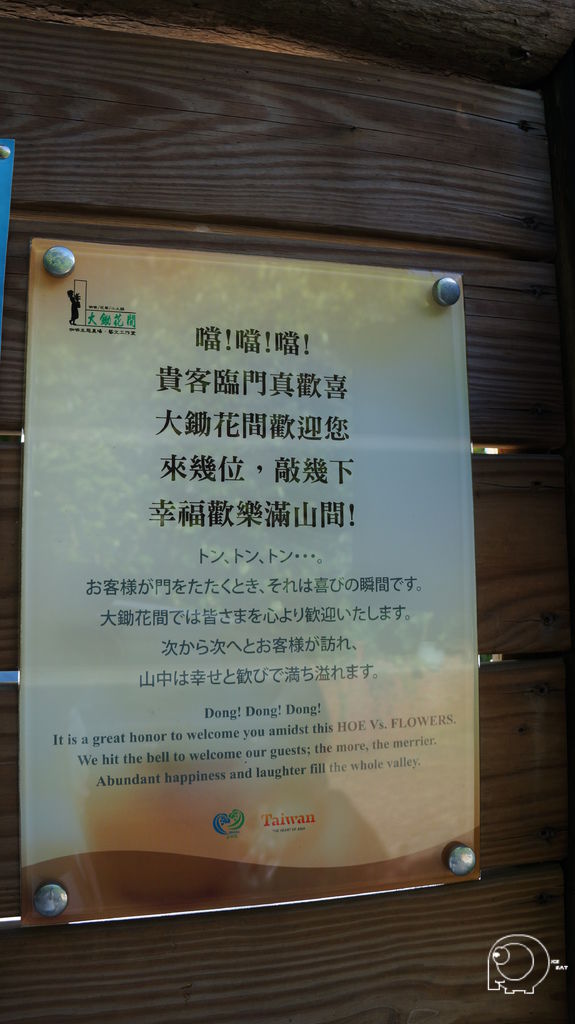 大鋤花間
噹!噹!噹!
貴客臨門真歡喜
大鋤花間歡迎您
來幾位，敲幾下
幸福歡樂滿山間!
トン、トン、トン・・・。
お客様が門をたたくとき、それは喜びの瞬間です。
大鋤花間では皆さまを心より歓迎いたします。
次から次へとお客様が訪れ、
山中は幸せと歓びで満ち溢れます。
Dong! Dong! Dong!
It is a great honor to welcome you amidst this HOE Vs. FLOWERS.
We hit the bell to welcome our guests; the more, the merrier.
Abundant happiness and laughter fill the whole valley.
Taiwan
THE HEART OF ASIA
ICE
EAT